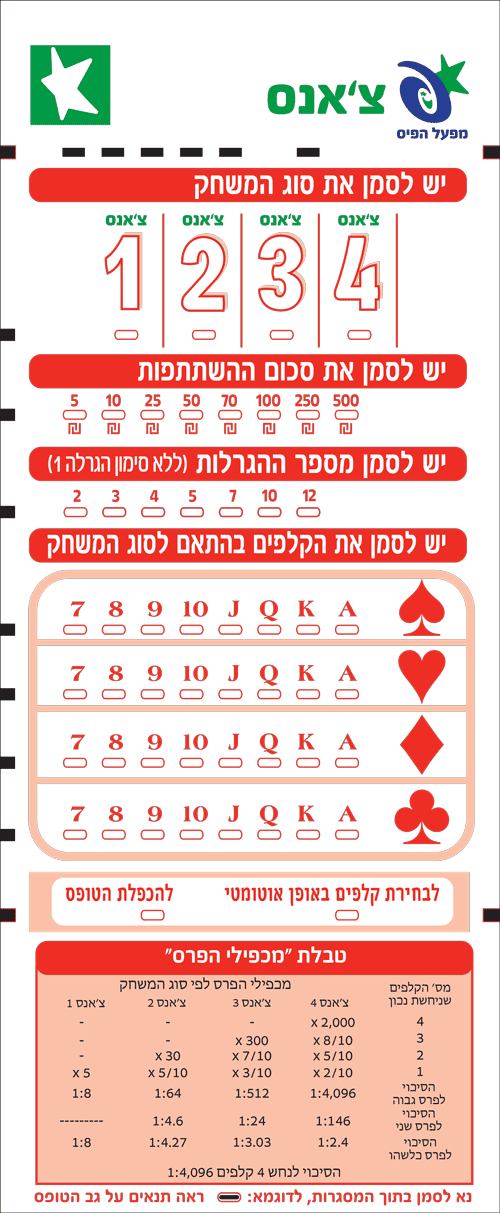 צ'אנס
מפעל הפיס
יש לסמן את סוג המשחק
צ'אנס צ'אנס צ'אנס צ'אנס
1 2 3 4
יש לסמן את סכום ההשתתפות
5 10 25 50 70 100 250 500
₪ ₪ ₪ ₪ ₪ ₪ ₪ ₪
יש לסמן מספר ההגרלות (ללא סימון הגרלה 1)
2 3 4 5 7 10 12
יש לסמן את הקלפים בהתאם לסוג המשחק
7 8 9 10 J Q K A
7 8 9 10 J Q K A
7 8 9 10 J Q K A
7 8 9 10 J Q K A
לבחירת קלפים באופן אוטומטי
להכפלת הטופס
טבלת "מכפילי הפרס"
מס' הקלפים שניחשת נכון
מכפילי הפרס לפי סוג המשחק
צ'אנס 4 צ'אנס 3 צ'אנס 2 צ'אנס 1
4 x 2,000 - - -
3 x 8/10 x 300 - -
2 x 5/10 x 7/10 x 30 -
1 x 2/10 x 3/10 x 5/10 x 5
הסיכוי לפרס גבוה 1:4,096 1:512 1:64 1:8
הסיכוי לפרס שני 1:146 1:24 1:4.6 ---------
הסיכוי לפרס כלשהו 1:2.4 1:3.03 1:4.27 1:8
הסיכוי לנחש 4 קלפים 1:4,096
נא לסמן בתוך המסגרות, לדוגמא: ראה תנאים על גב הטופס